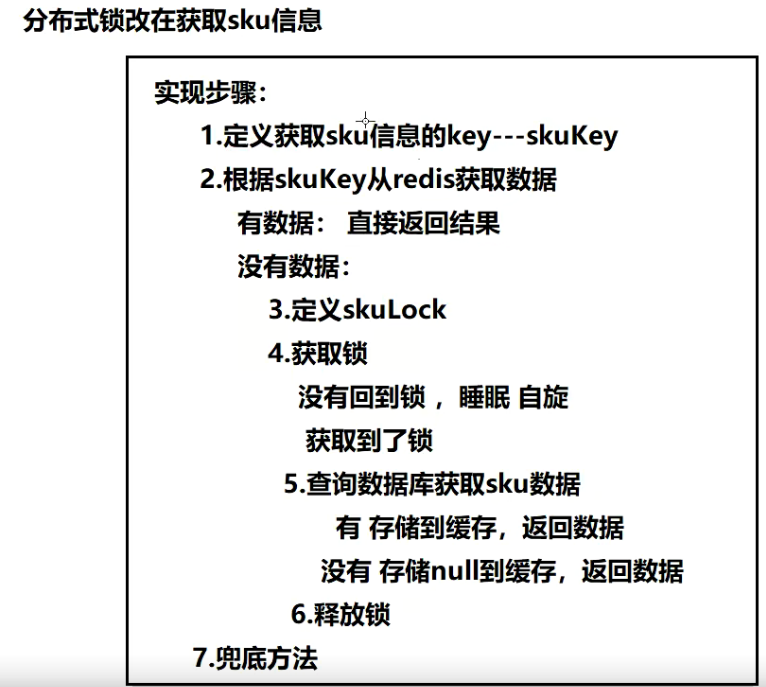 分布式锁改在获取sku信息
实现步骤：
1.定义获取sku信息的key---skuKey
2.根据skuKey从redis获取数据
有数据： 直接返回结果
没有数据：
3.定义skuLock
4.获取锁
没有回到锁 ，睡眠 自旋
获取到了锁
5.查询数据库获取sku数据
有 存储到缓存，返回数据
没有 存储null到缓存，返回数据
6.释放锁
7.兜底方法